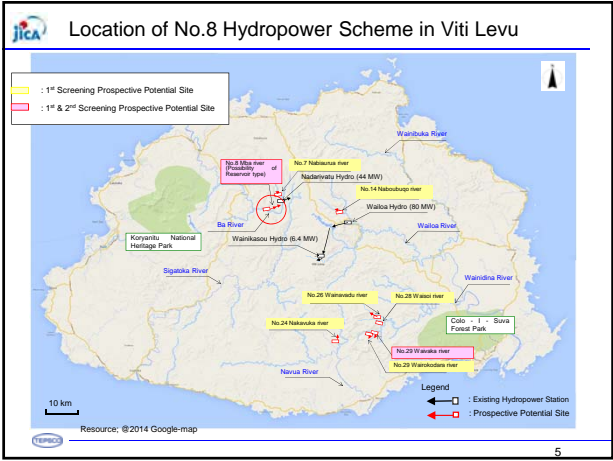 jica
Location of No.8 Hydropower Scheme in Viti Levu
: 1st Screening Prospective Potential Site
: 1st & 2nd Screening Prospective Potential Site
Wainibuka River
No.8 Mba river
(Possibility of
Reservoir type)
No.7 Nabisurua river
Nadarivatu Hydro (44 MW)
No.14 Naboubuqo river
Wailoa Hydro (80 MW)
Ba River
Wailoa River
Koryanitu National
Heritage Park
Wainikasou Hydro (6.4 MW)
Sigatoka River
Wainidina River
No.26 Wainavadu river
No.28 Waisoi river
No.24 Nakavuka river
Colo - I - Suva
Forest Park
No.29 Waivaka river
No.29 Wairokodara river
Navua River
Legend
: Existing Hydropower Station
: Prospective Potential Site
10 km
Resource; @2014 Google-map
TEPSCO
5